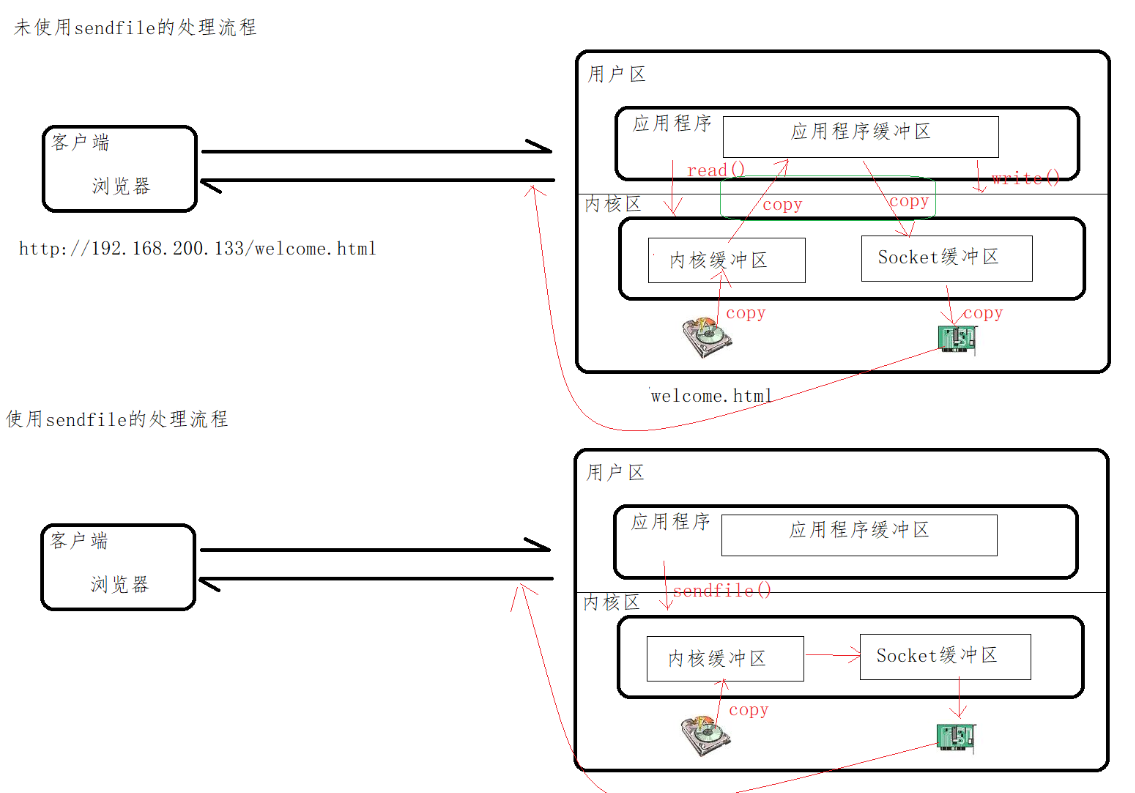 未使用sendfile的处理流程
用户区
应用程序
应用程序缓冲区
客户端
浏览器
read()
write()
内核区
copy
copy
http://192.168.200.133/welcome.html
内核缓冲区
Socket缓冲区
copy
copy
welcome.html
使用sendfile的处理流程
用户区
应用程序
应用程序缓冲区
客户端
浏览器
sendfile()
内核区
内核缓冲区
Socket缓冲区
copy